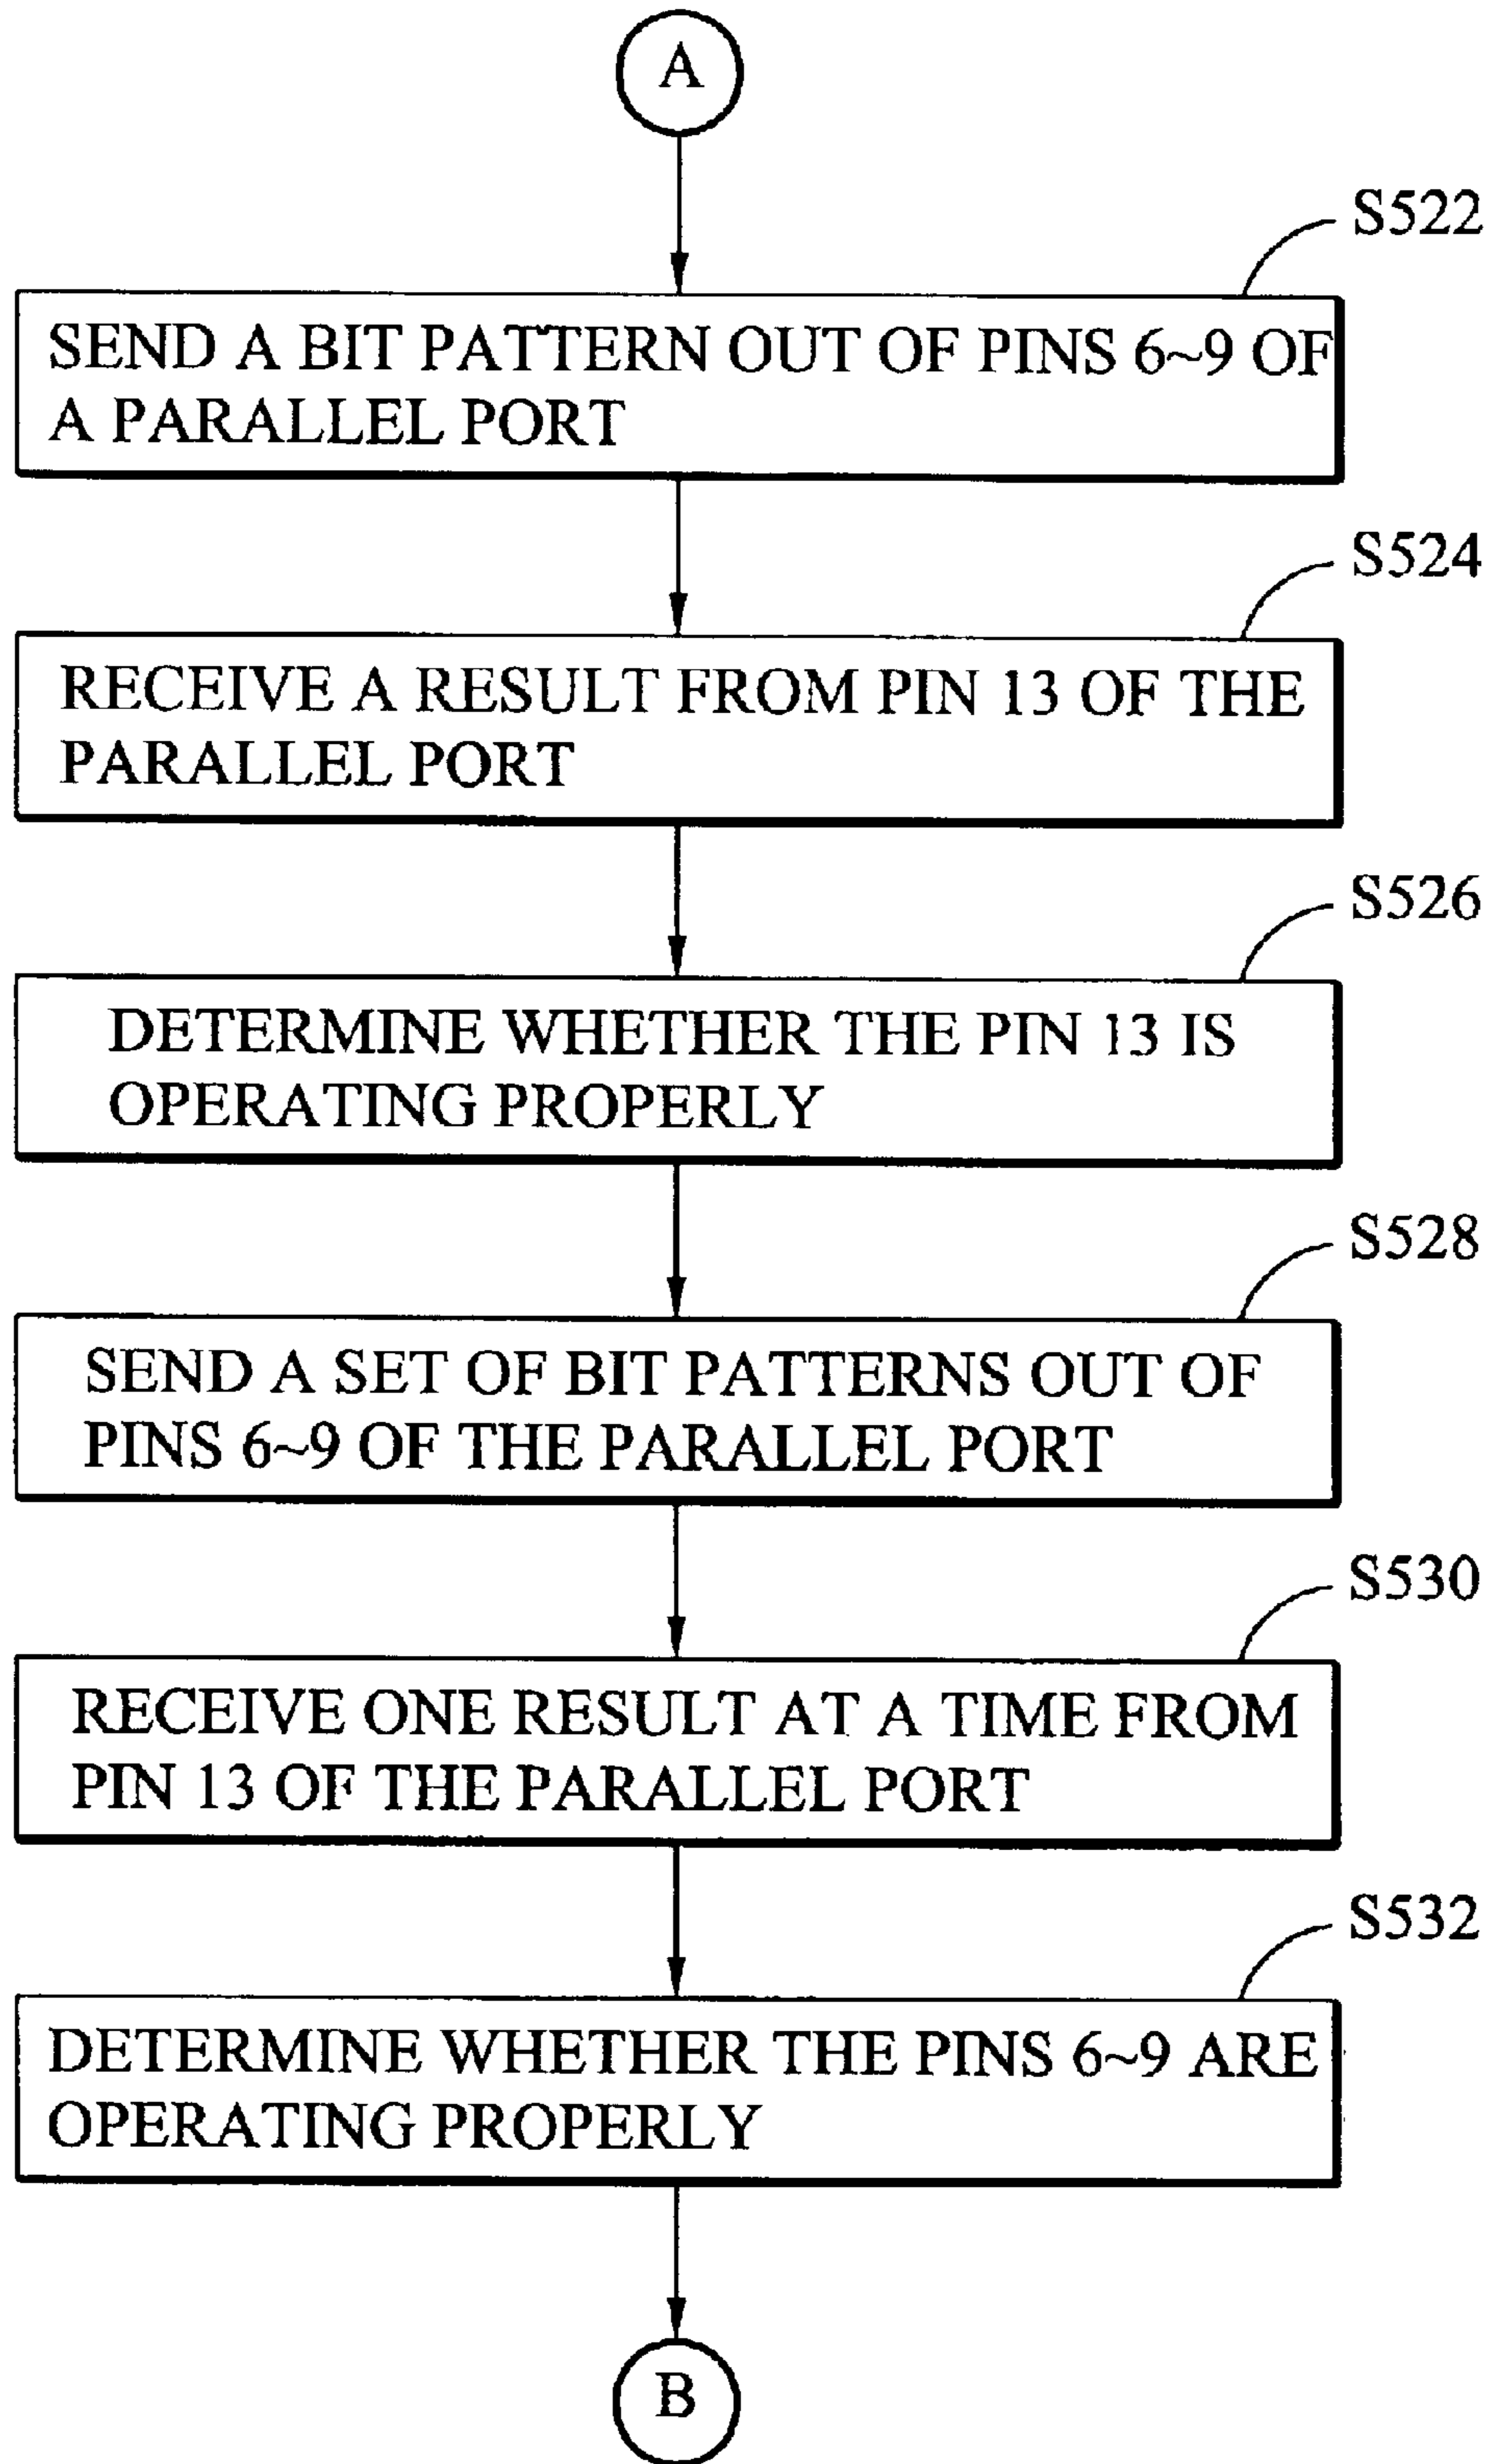 A
S522
SEND A BIT PATTERN OUT OF PINS 6~9 OF
A PARALLEL PORT
S524
RECEIVE A RESULT FROM PIN 13 OF THE
PARALLEL PORT
S526
DETERMINE WHETHER THE PIN 13 IS
OPERATING PROPERLY
S528
SEND A SET OF BIT PATTERNS OUT OF
PINS 6~9 OF THE PARALLEL PORT
S530
RECEIVE ONE RESULT AT A TIME FROM
PIN 13 OF THE PARALLEL PORT
S532
DETERMINE WHETHER THE PINS 6~9 ARE
OPERATING PROPERLY
B